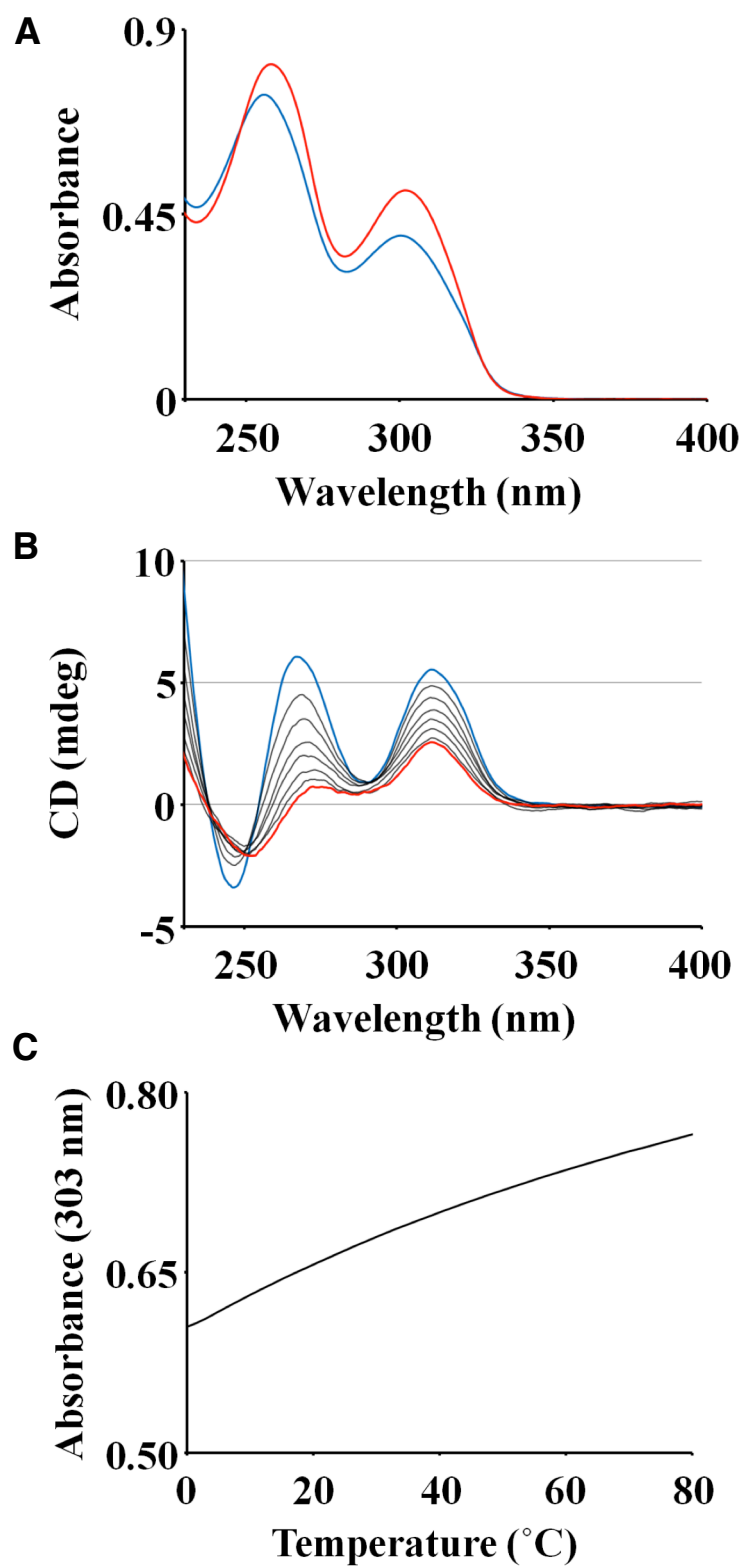 A
0.9
0.45
0
Absorbance
250 300 350 400
Wavelength (nm)
B
10
5
0
-5
CD (mdeg)
250 300 350 400
Wavelength (nm)
C
0.80
0.65
0.50
Absorbance (303 nm)
0 20 40 60 80
Temperature (˚C)